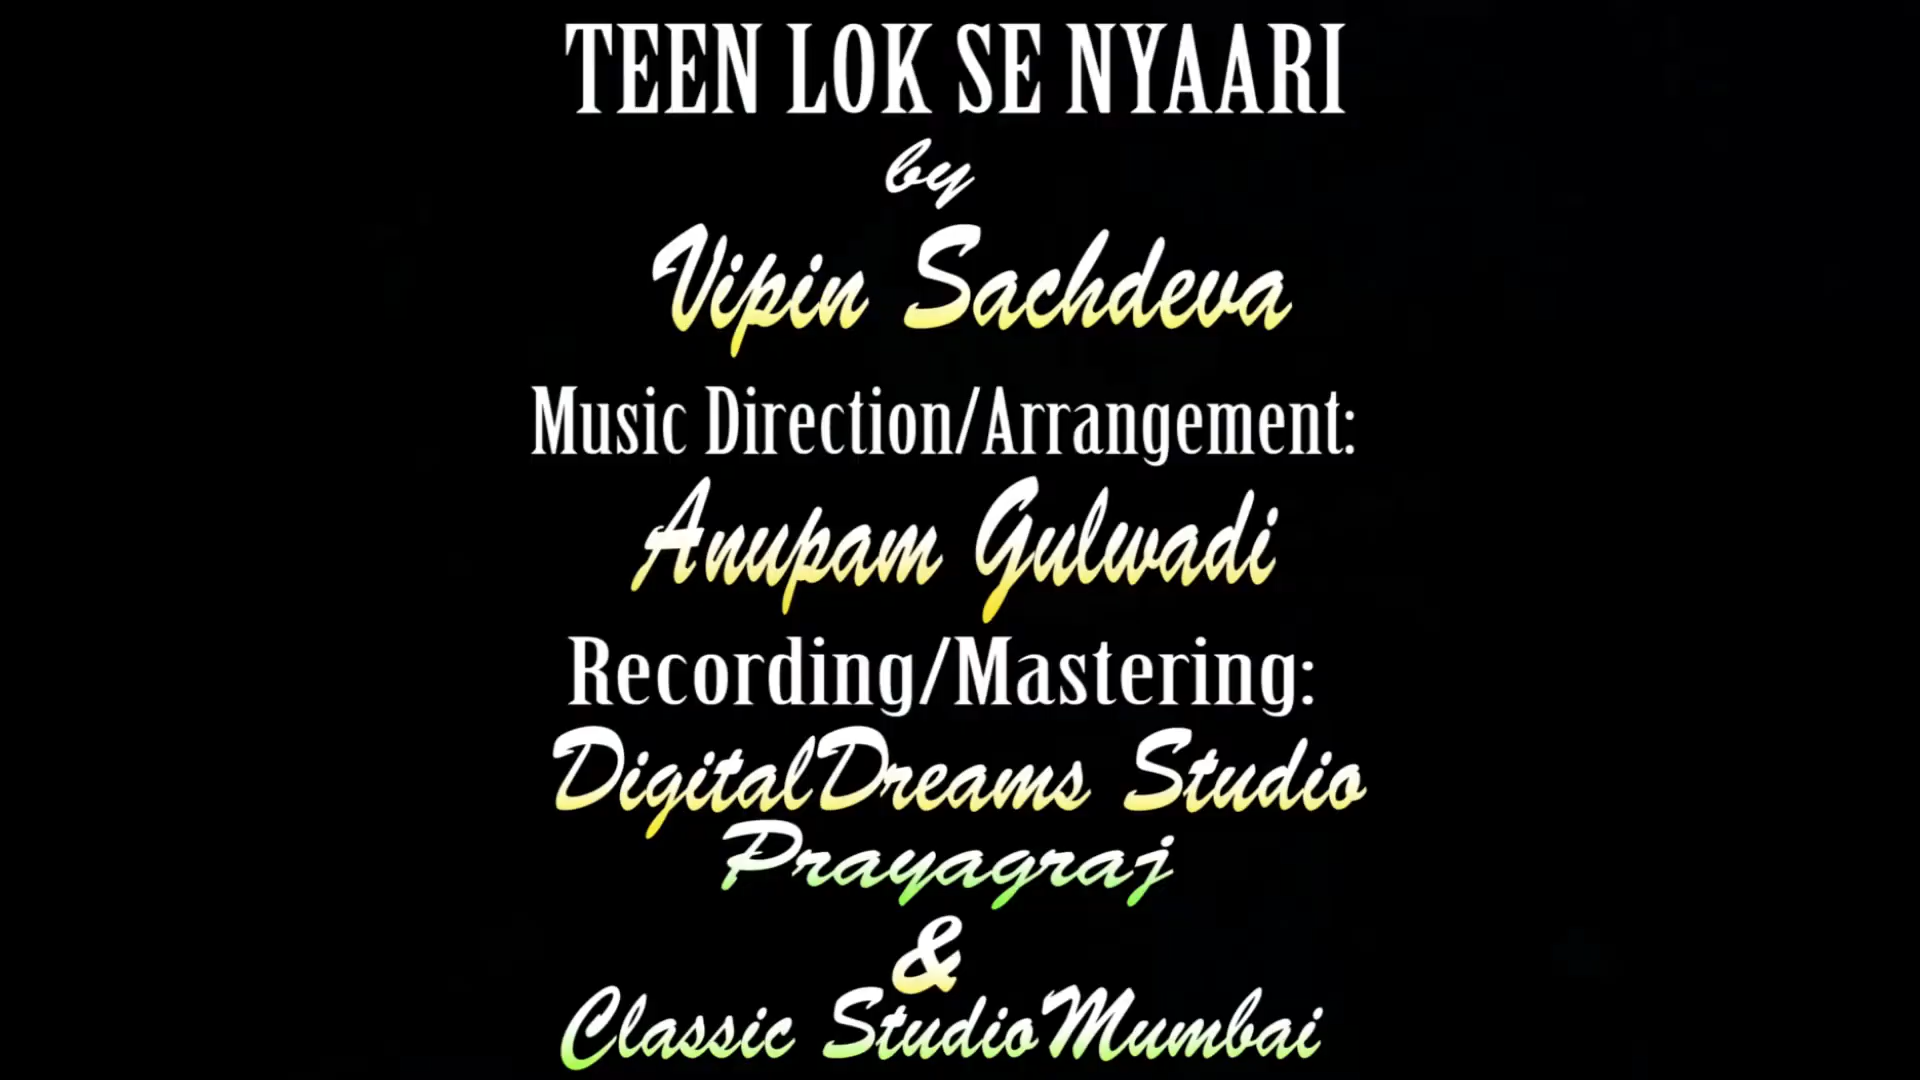 TEEN LOK SE NYAARI
by
Vipin Sachdeva
Music Direction/Arrangement:
Anupam Gulwadi
Recording/Mastering:
DigitalDreams Studio
Prayagraj
&
Classic StudioMumbai